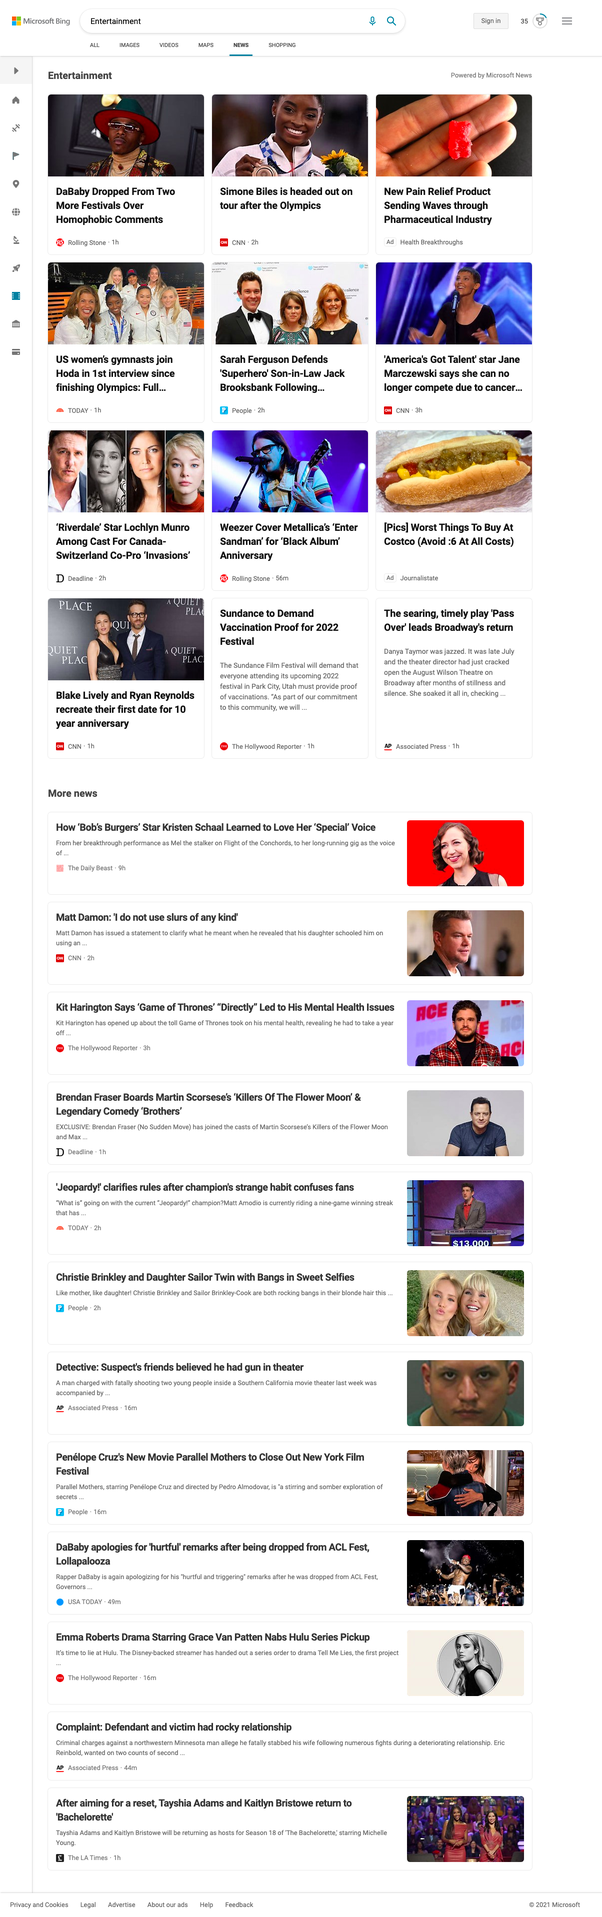 Microsoft Bing
Entertainment
Sign in
35
ALL IMAGES VIDEOS MAPS NEWS SHOPPING
Entertainment
Powered by Microsoft News
DaBaby Dropped From Two
More Festivals Over
Homophobic Comments
Rolling Stone · 1h
Simone Biles is headed out on
tour after the Olympics
CNN · 2h
New Pain Relief Product
Sending Waves through
Pharmaceutical Industry
Ad Health Breakthroughs
US women's gymnasts join
Hoda in 1st interview since
finishing Olympics: Full...
TODAY · 1h
Sarah Ferguson Defends
'Superhero' Son-in-Law Jack
Brooksbank Following...
People · 2h
'America's Got Talent' star Jane
Marczewski says she can no
longer compete due to cancer...
CNN · 3h
'Riverdale' Star Lochlyn Munro
Among Cast For Canada-
Switzerland Co-Pro 'Invasions'
Deadline · 2h
Weezer Cover Metallica's 'Enter
Sandman' for 'Black Album'
Anniversary
Rolling Stone · 56m
[Pics] Worst Things To Buy At
Costco (Avoid :6 At All Costs)
Ad Journalistate
PLACE
A QUIET
QUIET
Blake Lively and Ryan Reynolds
recreate their first date for 10
year anniversary
CNN · 1h
Sundance to Demand
Vaccination Proof for 2022
Festival
The Sundance Film Festival will demand that
everyone attending its upcoming 2022
festival in Park City, Utah must provide proof
of vaccinations. "As part of our commitment
to this community, we will ...
The Hollywood Reporter · 1h
The searing, timely play 'Pass
Over' leads Broadway's return
Danya Taymor was jazzed. It was late July
and the theater director had just cracked
open the August Wilson Theatre on
Broadway after months of stillness and
silence. She soaked it all in, checking ...
AP Associated Press · 1h
More news
How 'Bob's Burgers' Star Kristen Schaal Learned to Love Her 'Special' Voice
From her breakthrough performance as Mel the stalker on Flight of the Conchords, to her long-running gig as the voice
of ...
The Daily Beast · 9h
Matt Damon: 'I do not use slurs of any kind'
Matt Damon has issued a statement to clarify what he meant when he revealed that his daughter schooled him on
using an ...
CNN · 2h
Kit Harington Says 'Game of Thrones' "Directly" Led to His Mental Health Issues
Kit Harington has opened up about the toll Game of Thrones took on his mental health, revealing he had to take a year
off ...
The Hollywood Reporter · 3h
ACE
Brendan Fraser Boards Martin Scorsese's 'Killers Of The Flower Moon' &
Legendary Comedy 'Brothers'
EXCLUSIVE: Brendan Fraser (No Sudden Move) has joined the casts of Martin Scorsese's Killers of the Flower Moon
and Max ...
Deadline · 1h
'Jeopardy!' clarifies rules after champion's strange habit confuses fans
"What is" going on with the current "Jeopardy!" champion?Matt Amodio is currently riding a nine-game winning streak
that has ...
TODAY · 2h
$13,000
Christie Brinkley and Daughter Sailor Twin with Bangs in Sweet Selfies
Like mother, like daughter! Christie Brinkley and Sailor Brinkley-Cook are both rocking bangs in their blonde hair this ...
People · 2h
Detective: Suspect's friends believed he had gun in theater
A man charged with fatally shooting two young people inside a Southern California movie theater last week was
accompanied by ...
AP Associated Press · 16m
Penélope Cruz's New Movie Parallel Mothers to Close Out New York Film
Festival
Parallel Mothers, starring Penélope Cruz and directed by Pedro Almodovar, is "a stirring and somber exploration of
secrets ...
People · 16m
DaBaby apologies for 'hurtful' remarks after being dropped from ACL Fest,
Lollapalooza
Rapper DaBaby is again apologizing for his "hurtful and triggering" remarks after he was dropped from ACL Fest,
Governors ...
USA TODAY · 49m
Emma Roberts Drama Starring Grace Van Patten Nabs Hulu Series Pickup
It's time to lie at Hulu. The Disney-backed streamer has handed out a series order to drama Tell Me Lies, the first project
...
The Hollywood Reporter · 16m
Complaint: Defendant and victim had rocky relationship
Criminal charges against a northwestern Minnesota man allege he fatally stabbed his wife following numerous fights during a deteriorating relationship. Eric
Reinbold, wanted on two counts of second ...
AP Associated Press · 44m
After aiming for a reset, Tayshia Adams and Kaitlyn Bristowe return to
'Bachelorette'
Tayshia Adams and Kaitlyn Bristowe will be returning as hosts for Season 18 of 'The Bachelorette,' starring Michelle
Young.
The LA Times · 1h
Privacy and Cookies Legal Advertise About our ads Help Feedback
© 2021 Microsoft